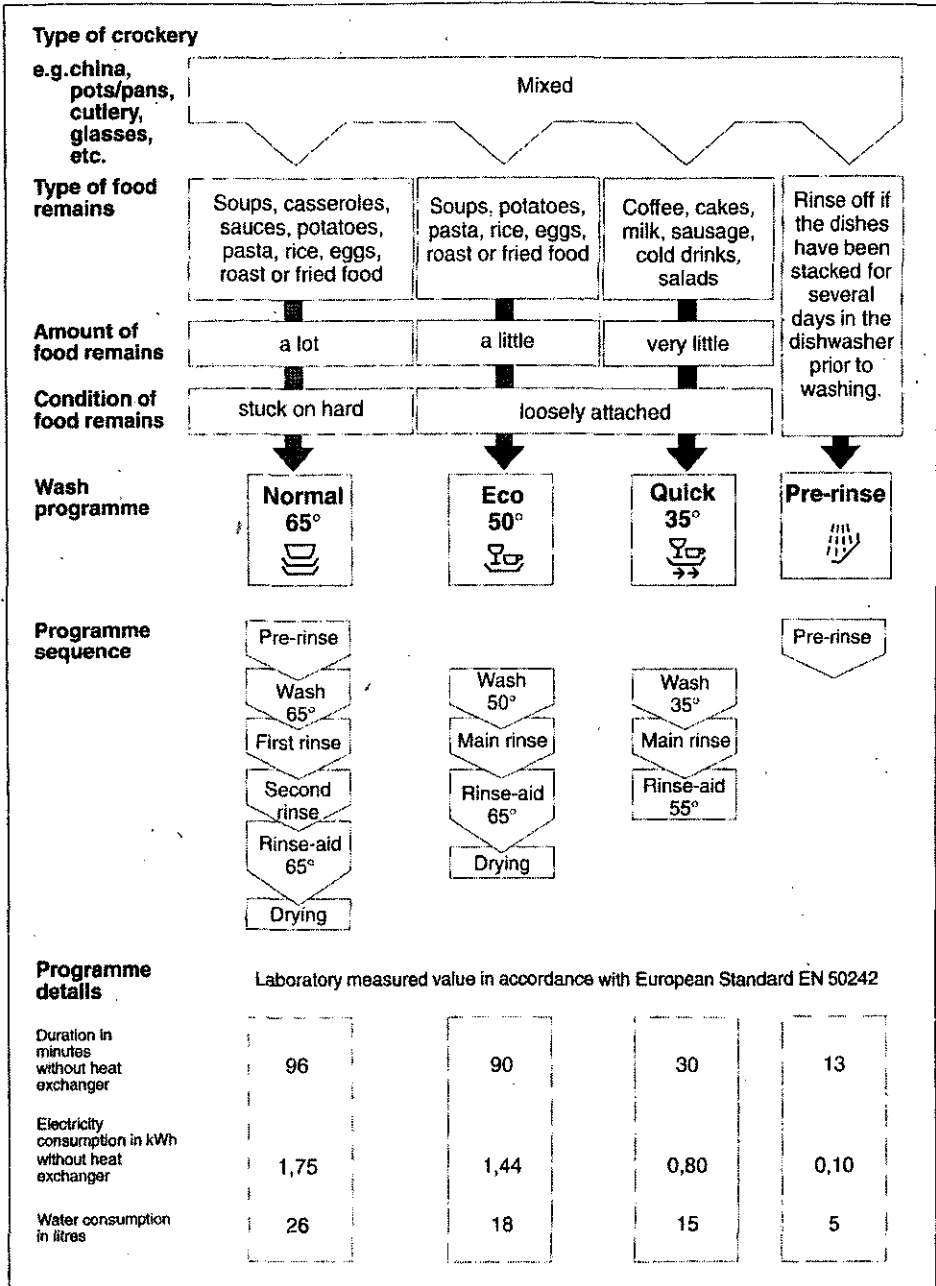 Type of crockery
e.g.china,
pots/pans,
cutlery,
glasses,
etc.
Mixed
Type of food
remains
Soups, casseroles,
sauces, potatoes,
pasta, rice, eggs,
roast or fried food
Soups, potatoes,
pasta, rice, eggs,
roast or fried food
Coffee, cakes,
milk, sausage,
cold drinks,
salads
Rinse off if
the dishes
have been
stacked for
several
days in the
dishwasher
prior to
washing.
Amount of
food remains
a lot
a little
very little
Condition of
food remains
stuck on hard
loosely attached
Wash
programme
Normal
65°
Eco
50°
Quick
35°
Pre-rinse
Programme
sequence
Pre-rinse
Wash
65°
First rinse
Second
rinse
Rinse-aid
65°
Drying
Wash
50°
Main rinse
Rinse-aid
65°
Drying
Wash
35°
Main rinse
Rinse-aid
55°
Pre-rinse
Programme
details
Laboratory measured value in accordance with European Standard EN 50242
Duration in
minutes
without heat
exchanger
96
90
30
13
Electricity
consumption in kWh
without heat
exchanger
1,75
1,44
0,80
0,10
Water consumption
in litres
26
18
15
5